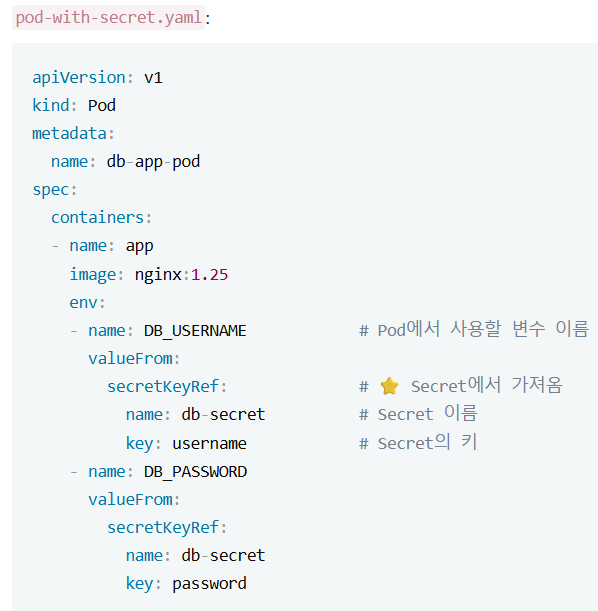 pod-with-secret.yaml:
apiVersion: v1
kind: Pod
metadata:
  name: db-app-pod
spec:
  containers:
  - name: app
    image: nginx:1.25
    env:
    - name: DB_USERNAME            # Pod에서 사용할 변수 이름
      valueFrom:
        secretKeyRef:              # ⭐ Secret에서 가져옴
          name: db-secret          # Secret 이름
          key: username            # Secret의 키
    - name: DB_PASSWORD
      valueFrom:
        secretKeyRef:
          name: db-secret
          key: password